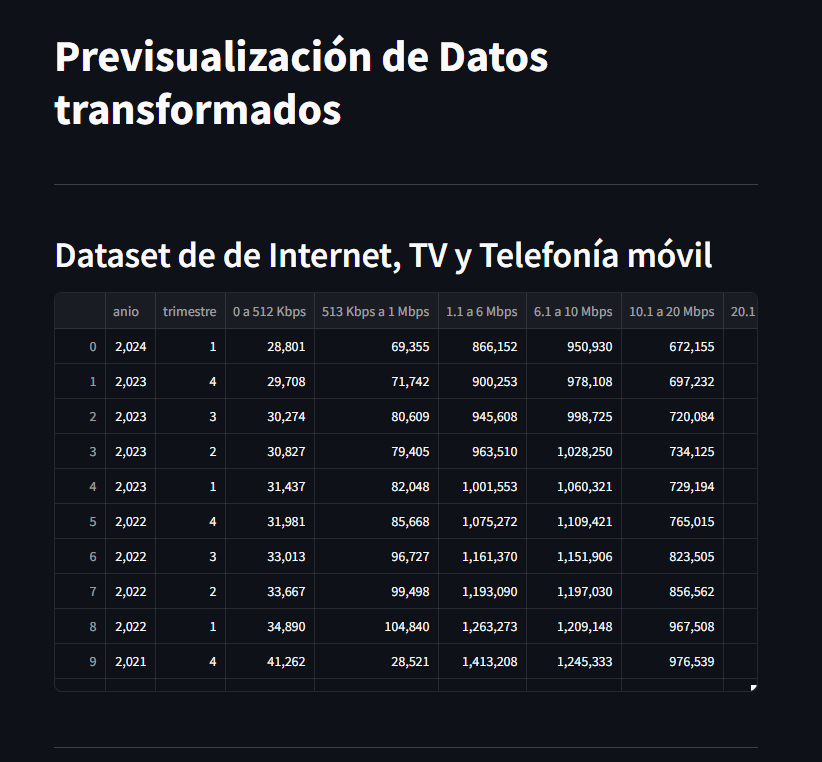 Previsualización de Datos
transformados
Dataset de de Internet, TV y Telefonía móvil
anio trimestre 0 a 512 Kbps 513 Kbps a 1 Mbps 1.1 a 6 Mbps 6.1 a 10 Mbps 10.1 a 20 Mbps 20.1
0 2,024 1 28,801 69,355 866,152 950,930 672,155
1 2,023 4 29,708 71,742 900,253 978,108 697,232
2 2,023 3 30,274 80,609 945,608 998,725 720,084
3 2,023 2 30,827 79,405 963,510 1,028,250 734,125
4 2,023 1 31,437 82,048 1,001,553 1,060,321 729,194
5 2,022 4 31,981 85,668 1,075,272 1,109,421 765,015
6 2,022 3 33,013 96,727 1,161,370 1,151,906 823,505
7 2,022 2 33,667 99,498 1,193,090 1,197,030 856,562
8 2,022 1 34,890 104,840 1,263,273 1,209,148 967,508
9 2,021 4 41,262 28,521 1,413,208 1,245,333 976,539